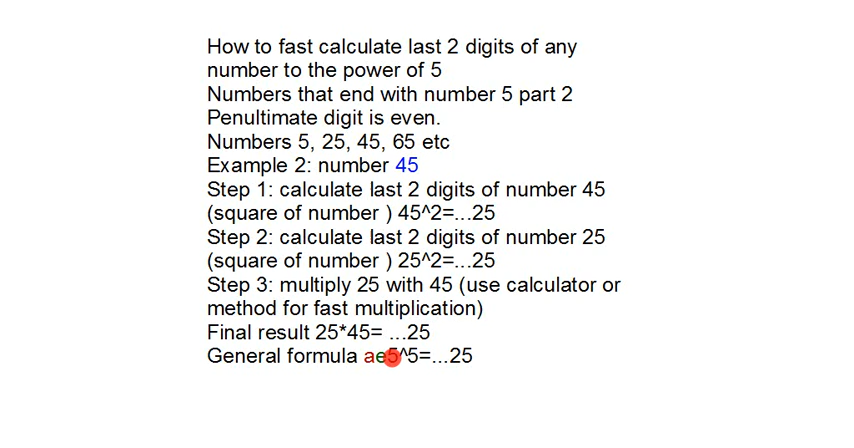 How to fast calculate last 2 digits of any
number to the power of 5
Numbers that end with number 5 part 2
Penultimate digit is even.
Numbers 5, 25, 45, 65 etc
Example 2: number 45
Step 1: calculate last 2 digits of number 45
(square of number ) 45^2=...25
Step 2: calculate last 2 digits of number 25
(square of number ) 25^2=...25
Step 3: multiply 25 with 45 (use calculator or
method for fast multiplication)
Final result 25*45= ...25
General formula ae5^5=...25